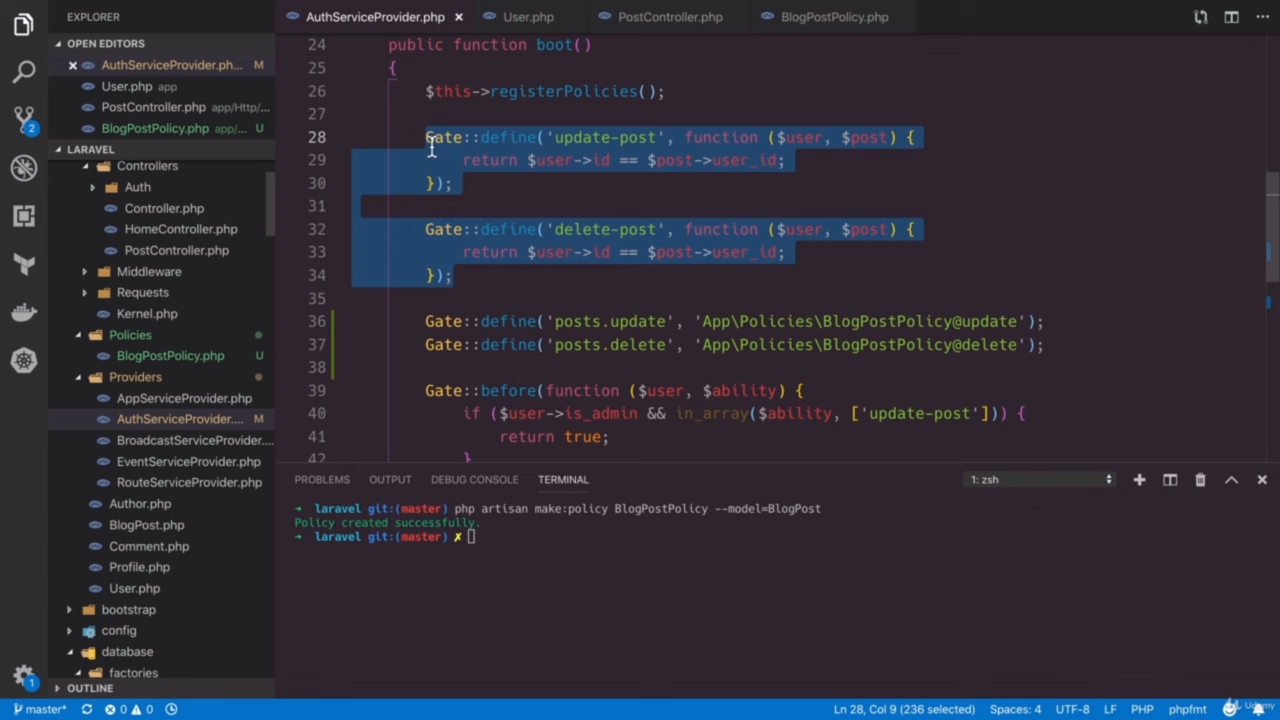 EXPLORER
AuthServiceProvider.php
User.php
PostController.php
BlogPostPolicy.php
OPEN EDITORS
AuthServiceProvider.ph... M
User.php app
PostController.php app/Http/...
BlogPostPolicy.php app/... U
LARAVEL
Controllers
Auth
Controller.php
HomeController.php
PostController.php
Middleware
Requests
Kernel.php
Policies
BlogPostPolicy.php U
Providers
AppServiceProvider.php
AuthServiceProvider.... M
BroadcastServiceProvider....
EventServiceProvider.php
RouteServiceProvider.php
Author.php
BlogPost.php
Comment.php
Profile.php
User.php
bootstrap
config
database
factories
OUTLINE
24 public function boot()
25 {
26 $this->registerPolicies();
27
28 Gate::define('update-post', function ($user, $post) {
29 return $user->id == $post->user_id;
30 });
31
32 Gate::define('delete-post', function ($user, $post) {
33 return $user->id == $post->user_id;
34 });
35
36 Gate::define('posts.update', 'App\Policies\BlogPostPolicy@update');
37 Gate::define('posts.delete', 'App\Policies\BlogPostPolicy@delete');
38
39 Gate::before(function ($user, $ability) {
40 if ($user->is_admin && in_array($ability, ['update-post'])) {
41 return true;
42 }
PROBLEMS OUTPUT DEBUG CONSOLE TERMINAL 1: zsh
➜ laravel git:(master) php artisan make:policy BlogPostPolicy --model=BlogPost
Policy created successfully.
➜ laravel git:(master) ✗
2
1
master* 0 0 Ln 28, Col 9 (236 selected) Spaces: 4 UTF-8 LF PHP phpfmt
Udemy